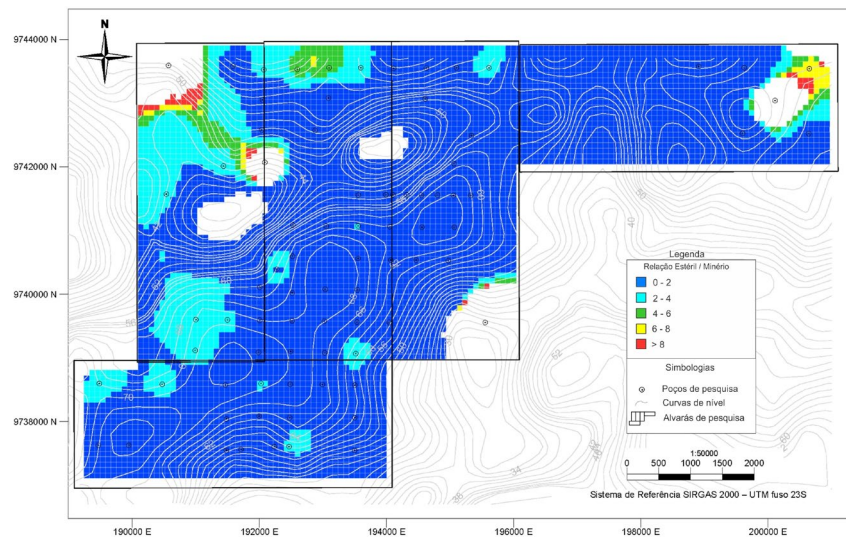 N
9744000 N
9742000 N
9740000 N
9738000 N
Legenda
Relação Estéril / Minério
0 - 2
2 - 4
4 - 6
6 - 8
> 8
Simbologias
Poços de pesquisa
Curvas de nível
Alvarás de pesquisa
1:50000
0 500 1000 1500 2000
Sistema de Referência SIRGAS 2000 – UTM fuso 23S
190000 E 192000 E 194000 E 196000 E 198000 E 200000 E